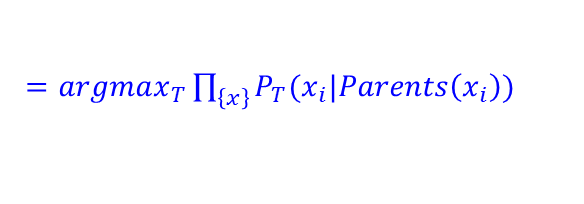 = argmax_T ∏_{x} P_T(x_i|Parents(x_i))